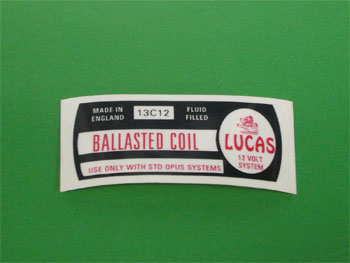 MADE IN ENGLAND
13C12
FLUID FILLED
BALLASTED COIL
USE ONLY WITH STD OPUS SYSTEMS
LUCAS
12 VOLT
SYSTEM